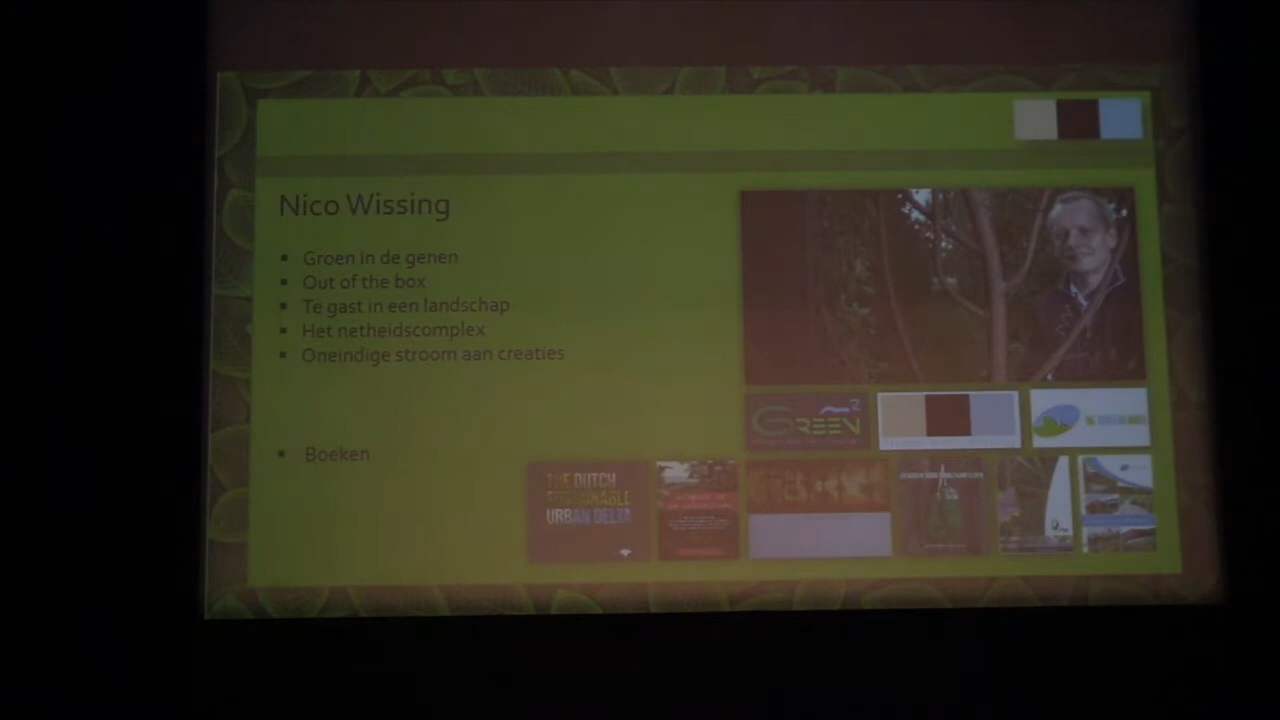 Nico Wissing
Groen in de genen
Out of the box
Te gast in een landschap
Het netheidscomplex
Oneindige stroom aan creaties
Boeken
GREEN2
THE DUTCH
SUSTAINABLE
URBAN DELTA